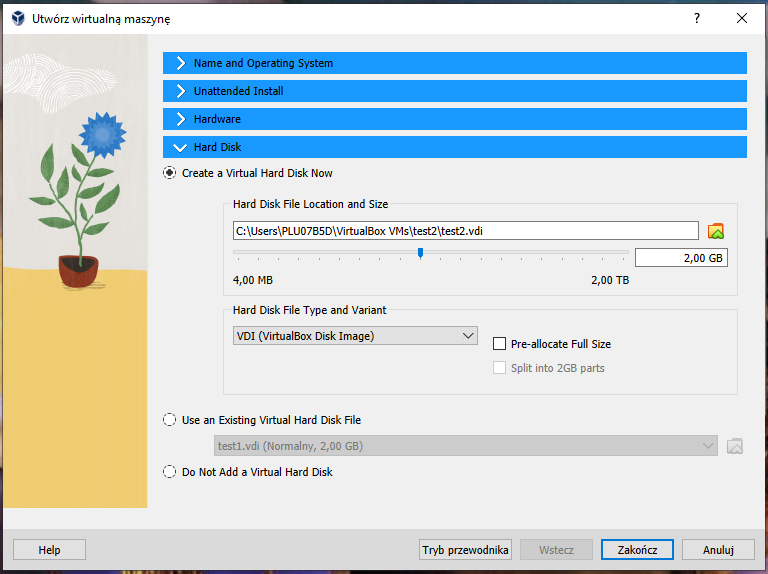 Utwórz wirtualną maszynę
?
Name and Operating System
Unattended Install
Hardware
Hard Disk
Create a Virtual Hard Disk Now
Hard Disk File Location and Size
C:\Users\PLU07B5D\VirtualBox VMs\test2\test2.vdi
2,00 GB
4,00 MB 2,00 TB
Hard Disk File Type and Variant
VDI (VirtualBox Disk Image)
Pre-allocate Full Size
Split into 2GB parts
Use an Existing Virtual Hard Disk File
test1.vdi (Normalny, 2,00 GB)
Do Not Add a Virtual Hard Disk
Help Tryb przewodnika Wstecz Zakończ Anuluj